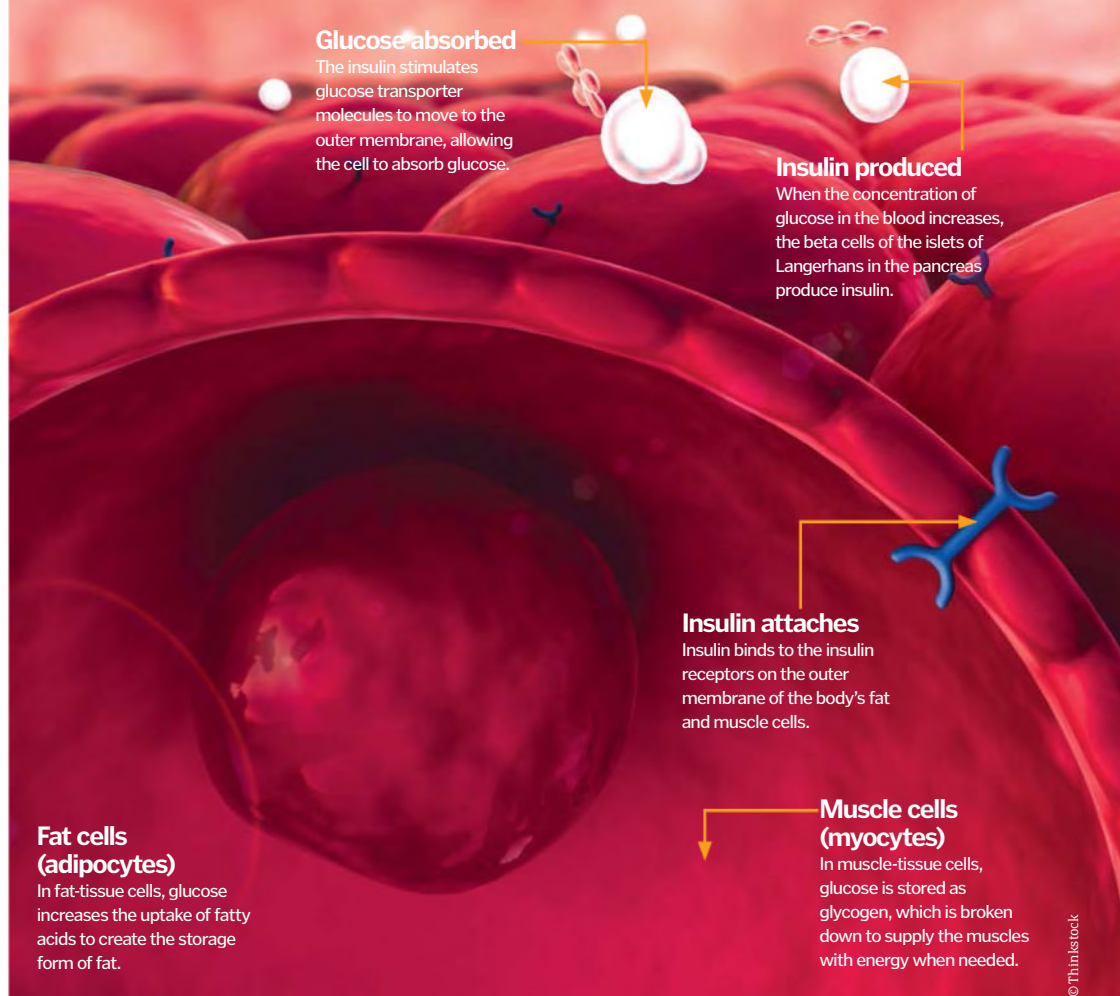 Glucose absorbed
The insulin stimulates
glucose transporter
molecules to move to the
outer membrane, allowing
the cell to absorb glucose.
Insulin produced
When the concentration of
glucose in the blood increases,
the beta cells of the islets of
Langerhans in the pancreas
produce insulin.
Insulin attaches
Insulin binds to the insulin
receptors on the outer
membrane of the body’s fat
and muscle cells.
Fat cells
(adipocytes)
In fat-tissue cells, glucose
increases the uptake of fatty
acids to create the storage
form of fat.
Muscle cells
(myocytes)
In muscle-tissue cells,
glucose is stored as
glycogen, which is broken
down to supply the muscles
with energy when needed.
© Thinkstock